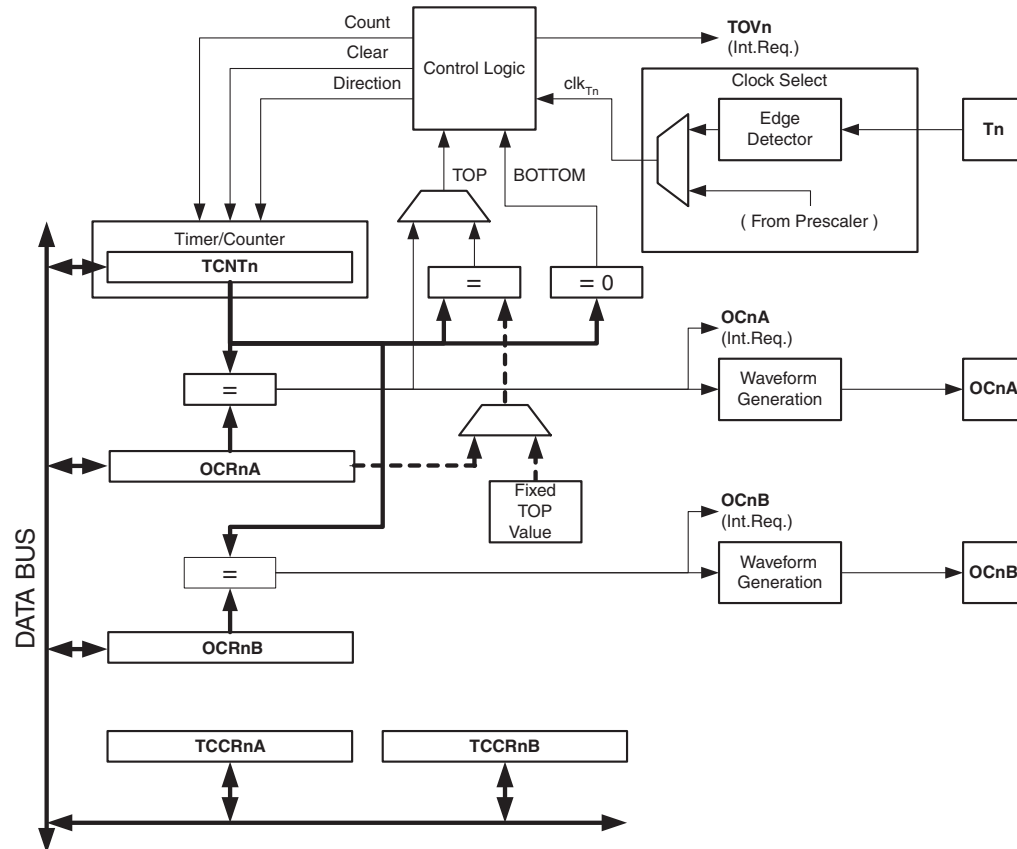 Count
Clear
Direction
Control Logic
TOVn
(Int.Req.)
clkTn
Clock Select
Edge
Detector
Tn
( From Prescaler )
TOP
BOTTOM
Timer/Counter
TCNTn
=
= 0
OCnA
(Int.Req.)
=
Waveform
Generation
OCnA
OCRnA
Fixed
TOP
Value
OCnB
(Int.Req.)
=
Waveform
Generation
OCnB
OCRnB
DATA BUS
TCCRnA
TCCRnB